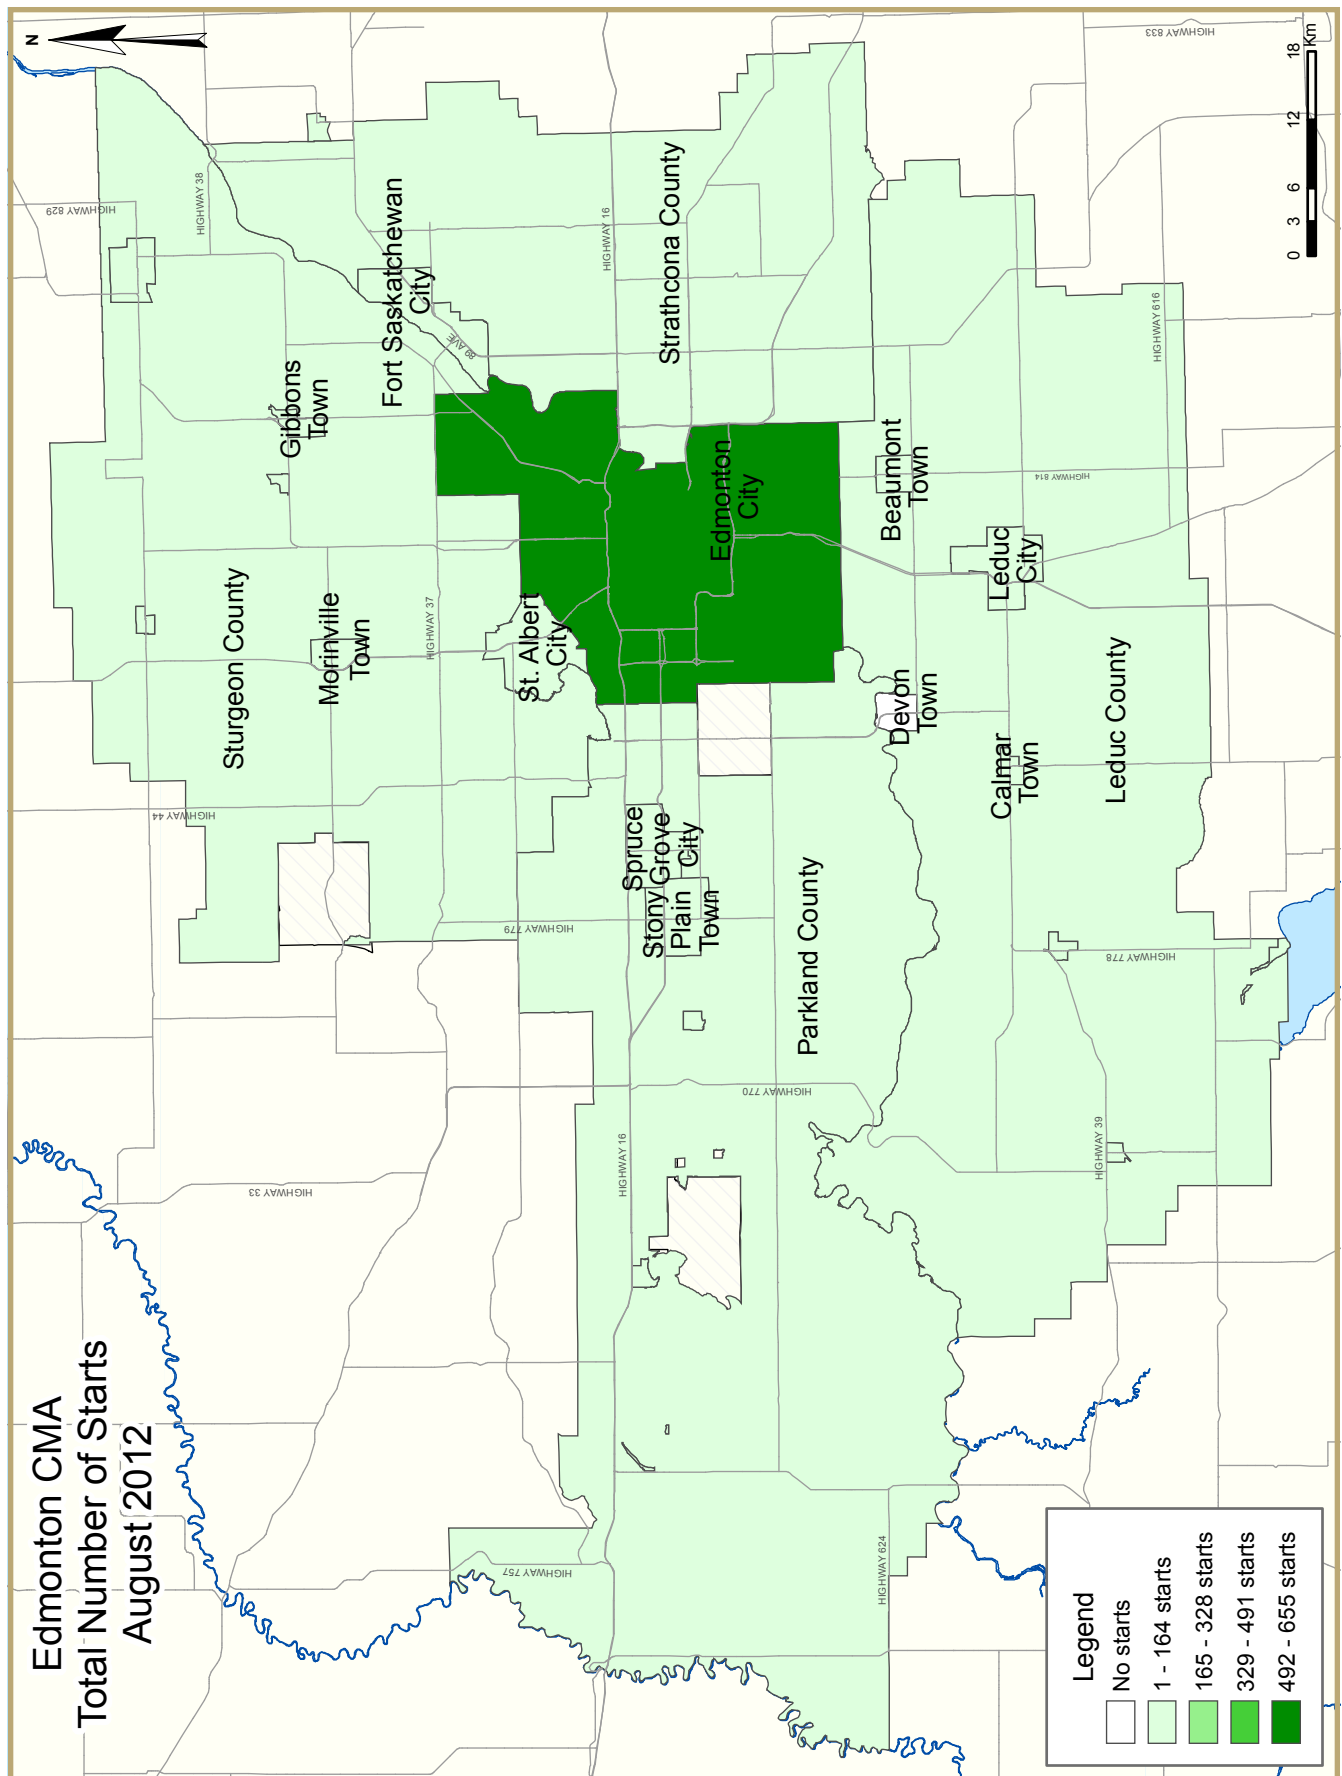 Edmonton CMA
Total Number of Starts
August 2012
N
HIGHWAY 829
HIGHWAY 38
HIGHWAY 833
HIGHWAY 44
HIGHWAY 37
HIGHWAY 779
HIGHWAY 33
HIGHWAY 16
HIGHWAY 16
HIGHWAY 757
HIGHWAY 770
HIGHWAY 624
HIGHWAY 39
HIGHWAY 778
HIGHWAY 814
HIGHWAY 616
89 AVE
Sturgeon County
Gibbons
Town
Morinville
Town
Fort Saskatchewan
City
St. Albert
City
Strathcona County
Edmonton
City
Spruce
Grove
City
Stony
Plain
Town
Parkland County
Beaumont
Town
Devon
Town
Leduc
City
Calmar
Town
Leduc County
Legend
No starts
1 - 164 starts
165 - 328 starts
329 - 491 starts
492 - 655 starts
0 3 6 12 18
Km